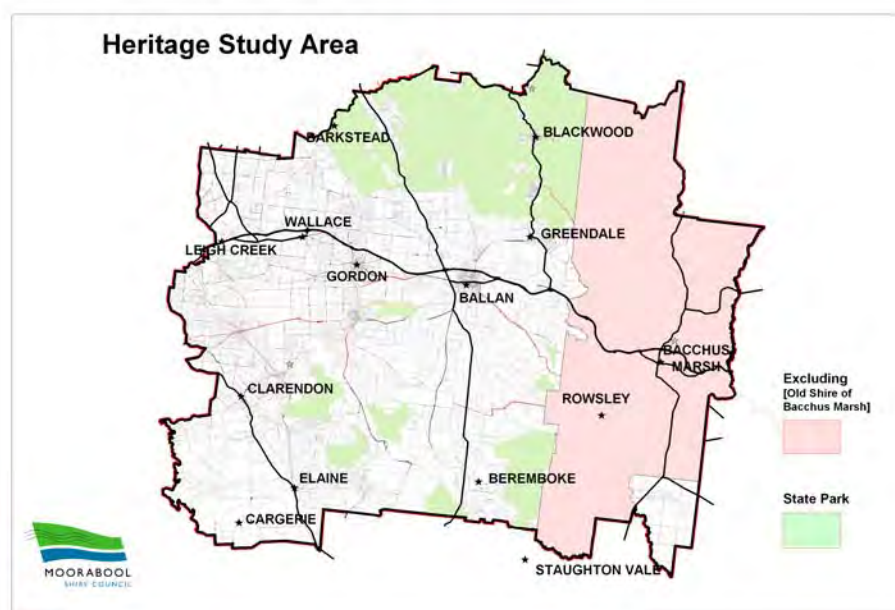 Heritage Study Area
BARKSTEAD
BLACKWOOD
WALLACE
GREENDALE
LEIGH CREEK
GORDON
BALLAN
BACCHUS
MARSH
CLARENDON
ROWSLEY
ELAINE
BEREMBOKE
CARGERIE
STAUGHTON VALE
Excluding
[Old Shire of
Bacchus Marsh]
State Park
MOORABOOL
SHIRE COUNCIL